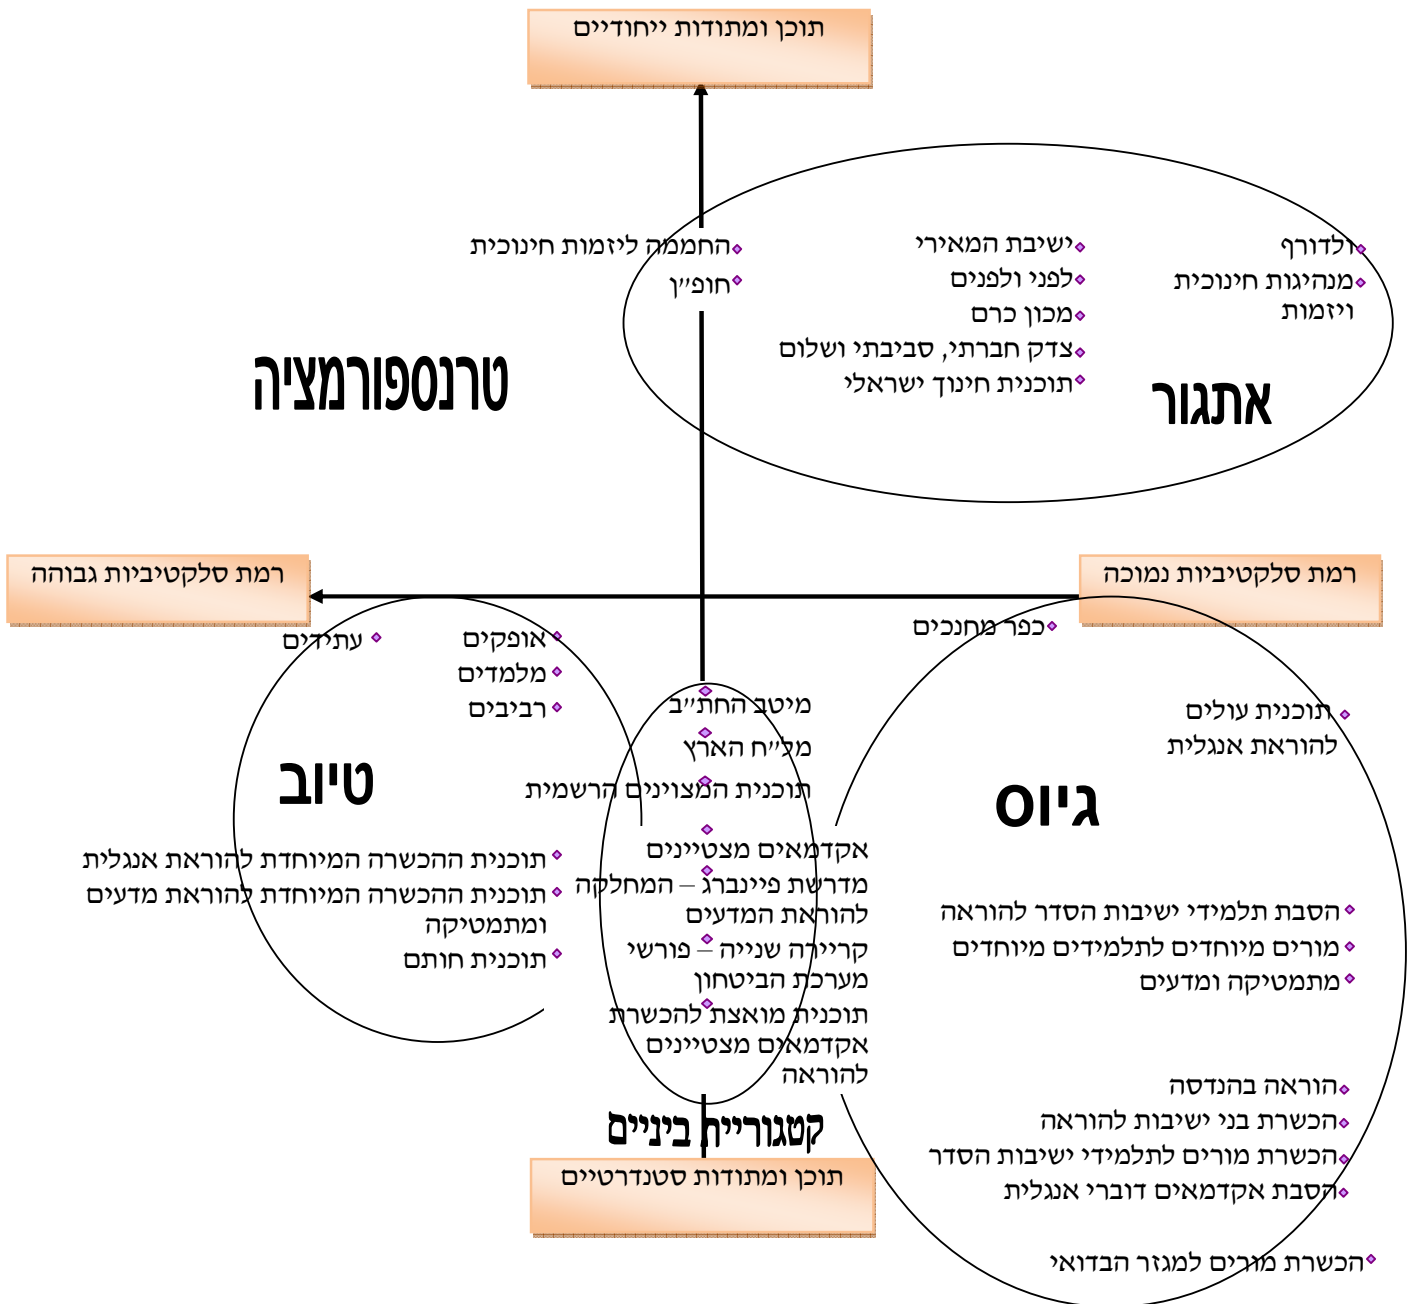 תוכן ומתודות ייחודיים
ולדורף
מנהיגות חינוכית
ויזמות
ישיבת המאירי
לפני ולפנים
מכון כרם
צדק חברתי, סביבתי ושלום
תוכנית חינוך ישראלי
החממה ליזמות חינוכית
חופ״ן
אתגור
טרנספורמציה
רמת סלקטיביות נמוכה
רמת סלקטיביות גבוהה
כפר מחנכים
תוכנית עולים
להוראת אנגלית
גיוס
הסבת תלמידי ישיבות הסדר להוראה
מורים מיוחדים לתלמידים מיוחדים
מתמטיקה ומדעים
הוראה בהנדסה
הכשרת בני ישיבות להוראה
הכשרת מורים לתלמידי ישיבות הסדר
הסבת אקדמאים דוברי אנגלית
הכשרת מורים למגזר הבדואי
מיטב החת״ב
מל״ח הארץ
תוכנית המצוינים הרשמית
אקדמאים מצטיינים
מדרשת פיינברג – המחלקה
להוראת המדעים
קריירה שנייה – פורשי
מערכת הביטחון
תוכנית מואצת להכשרת
אקדמאים מצטיינים
להוראה
קטגוריית ביניים
אופקים
מלמדים
רביבים
עתידים
טיוב
תוכנית ההכשרה המיוחדת להוראת אנגלית
תוכנית ההכשרה המיוחדת להוראת מדעים
ומתמטיקה
תוכנית חותם
תוכן ומתודות סטנדרטיים